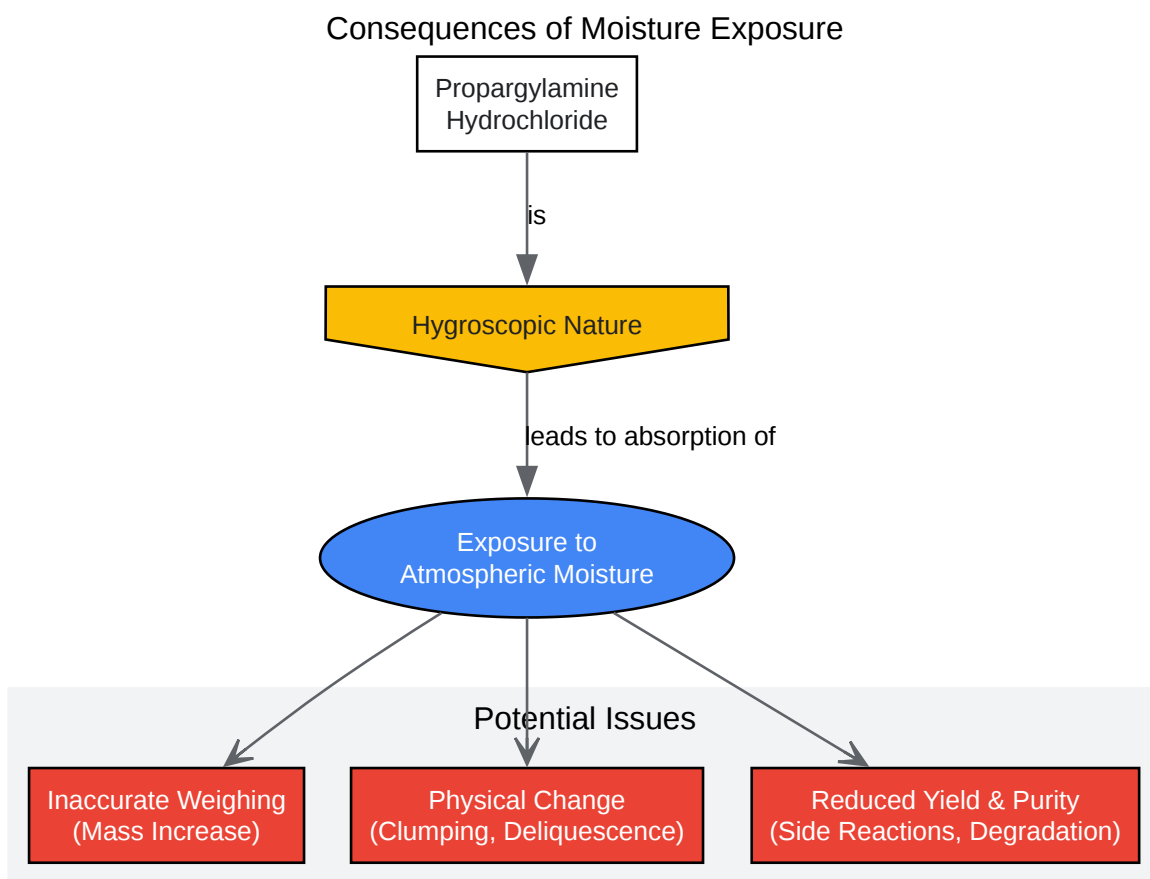 Consequences of Moisture Exposure
Propargylamine
Hydrochloride
is
Hygroscopic Nature
leads to absorption of
Exposure to
Atmospheric Moisture
Potential Issues
Inaccurate Weighing
(Mass Increase)
Physical Change
(Clumping, Deliquescence)
Reduced Yield & Purity
(Side Reactions, Degradation)